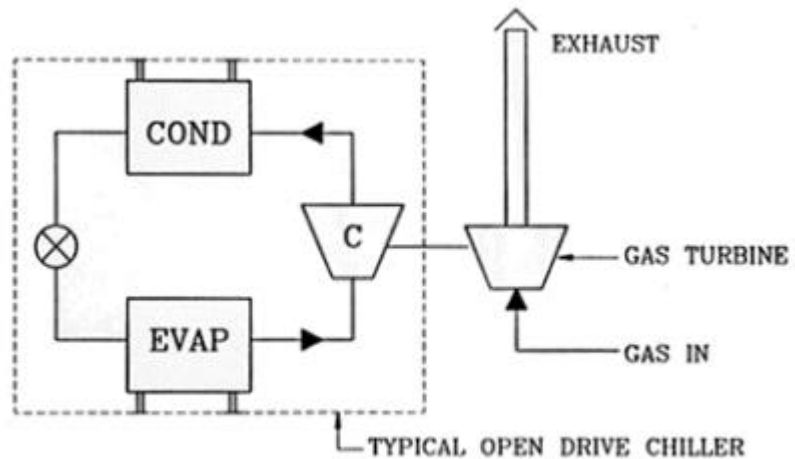 EXHAUST
COND
C
GAS TURBINE
EVAP
GAS IN
TYPICAL OPEN DRIVE CHILLER